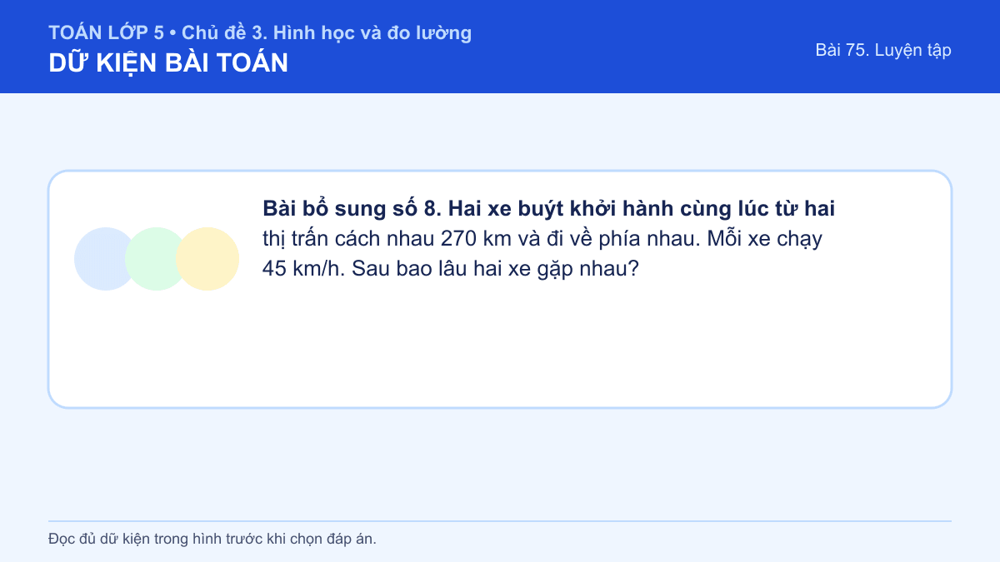 TOÁN LỚP 5 • Chủ đề 3. Hình học và đo lường
DỮ KIỆN BÀI TOÁN
Bài 75. Luyện tập
Bài bổ sung số 8. Hai xe buýt khởi hành cùng lúc từ hai
thị trấn cách nhau 270 km và đi về phía nhau. Mỗi xe chạy
45 km/h. Sau bao lâu hai xe gặp nhau?
Đọc đủ dữ kiện trong hình trước khi chọn đáp án.